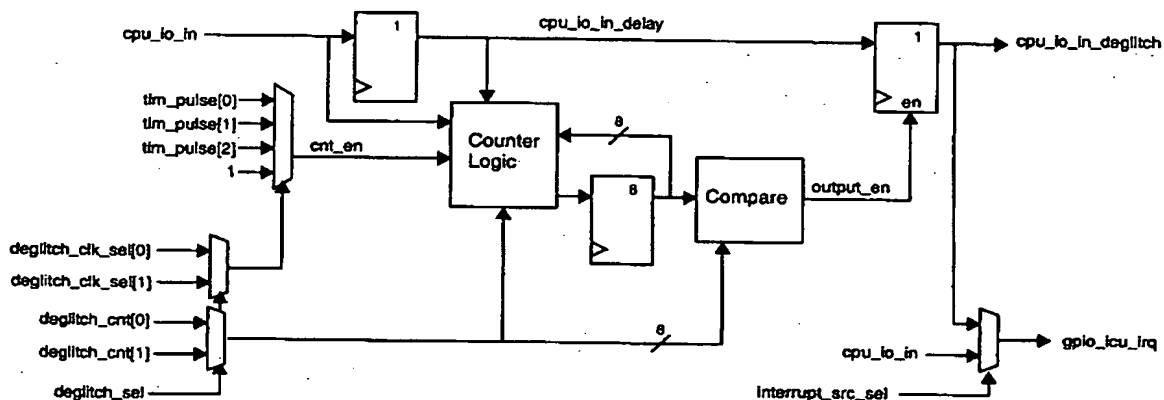 cpu_io_in
1
cpu_io_in_delay
1
cpu_io_in_deglitch
en
tim_pulse[0]
tim_pulse[1]
tim_pulse[2]
1
cnt_en
Counter
Logic
8
8
Compare
output_en
deglitch_clk_sel[0]
deglitch_clk_sel[1]
deglitch_cnt[0]
deglitch_cnt[1]
deglitch_sel
8
cpu_io_in
gpio_icu_irq
interrupt_src_sel